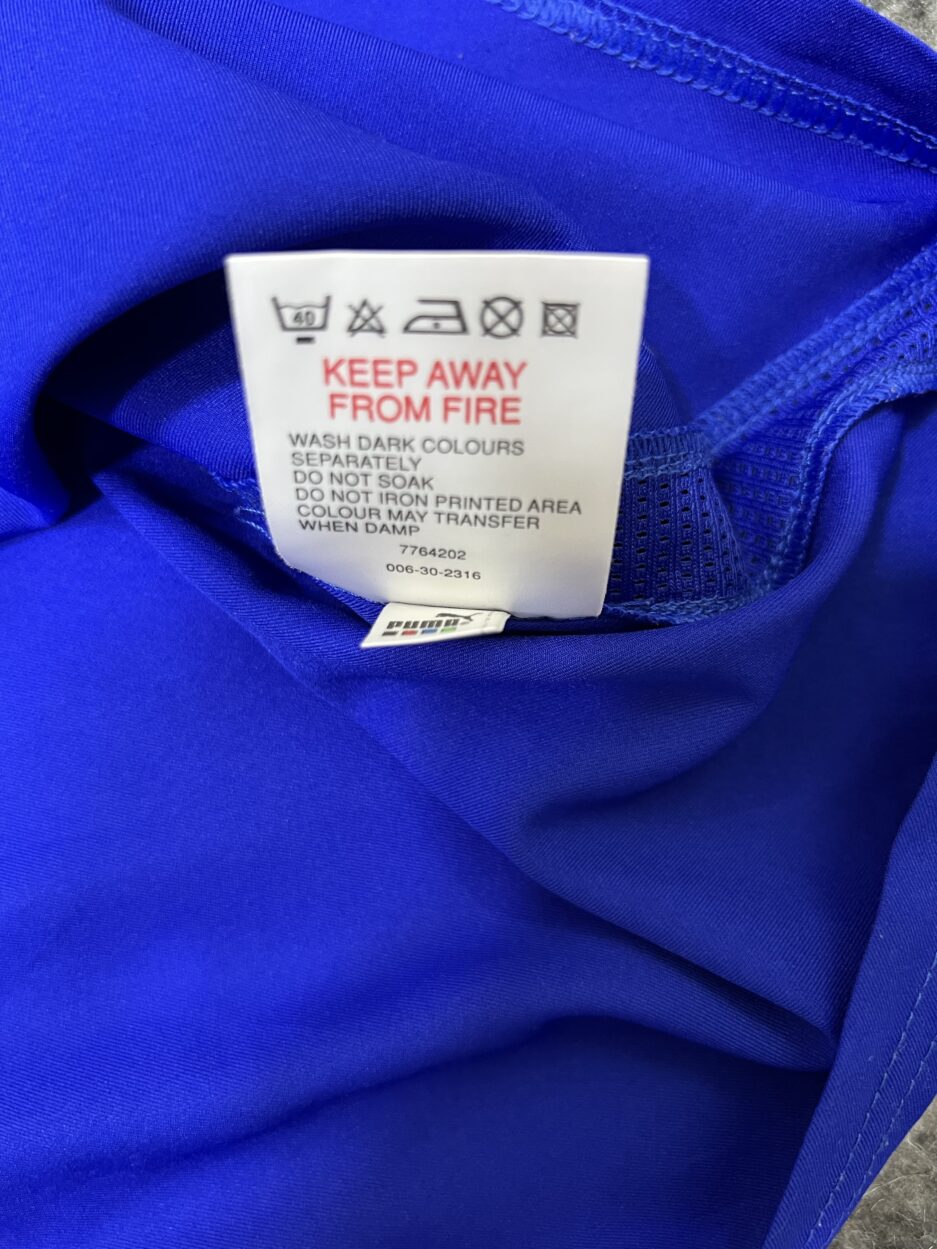 40
KEEP AWAY
FROM FIRE
WASH DARK COLOURS
SEPARATELY
DO NOT SOAK
DO NOT IRON PRINTED AREA
COLOUR MAY TRANSFER
WHEN DAMP
7764202
006-30-2316
PUMA